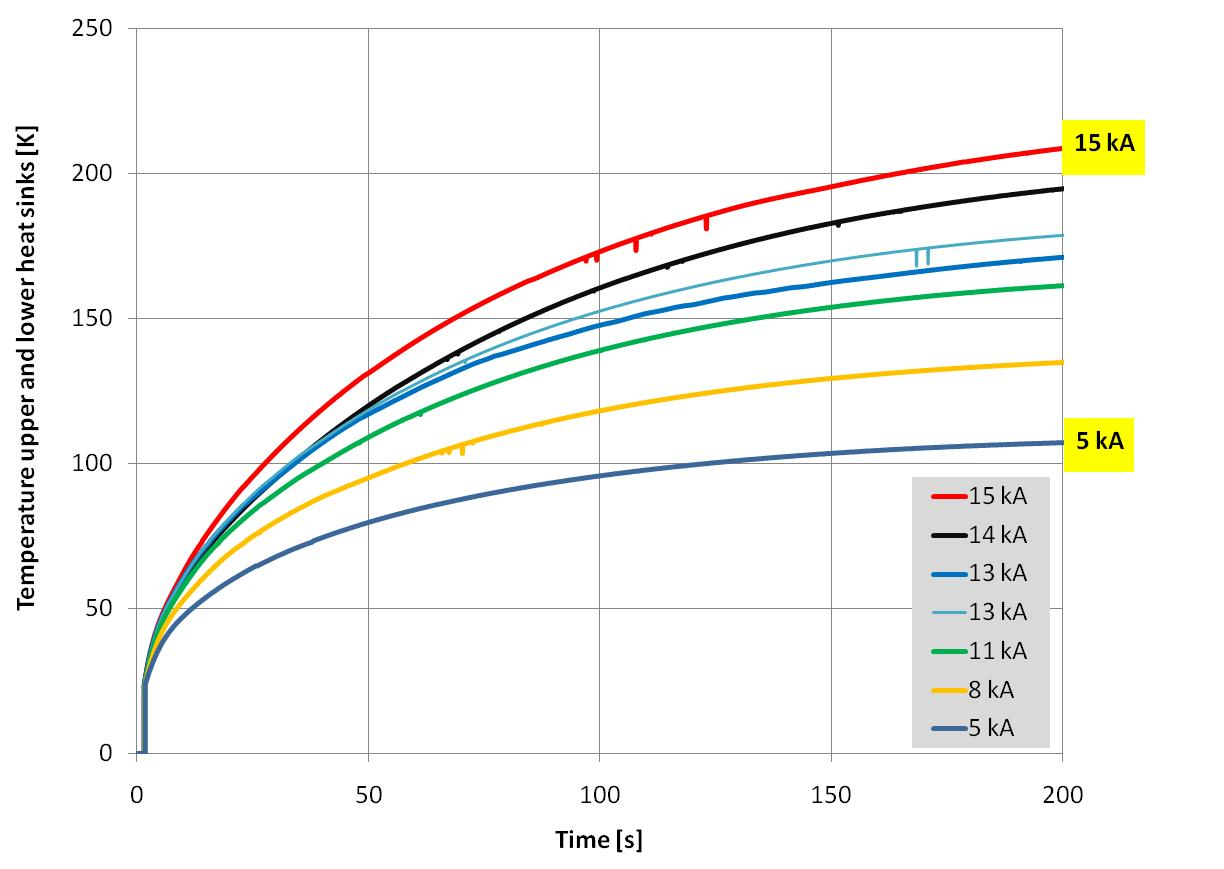 250
200
150
100
50
0
0 50 100 150 200
Temperature upper and lower heat sinks [K]
Time [s]
15 kA
5 kA
15 kA
14 kA
13 kA
13 kA
11 kA
8 kA
5 kA